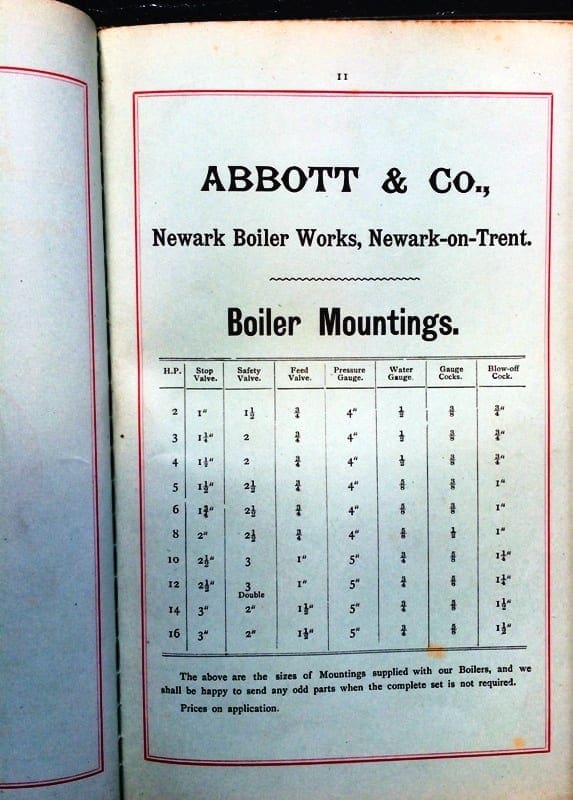 11
ABBOTT & CO.,
Newark Boiler Works, Newark-on-Trent.
Boiler Mountings.
H.P. Stop Valve. Safety Valve. Feed Valve. Pressure Gauge. Water Gauge. Gauge Cocks. Blow-off Cock.
2 1" 1½ ¾ 4" ½ ⅜ ¾"
3 1¼" 2 ¾ 4" ½ ⅜ ¾"
4 1½" 2 ¾ 4" ½ ⅜ ¾"
5 1½" 2½ ¾ 4" ⅝ ⅜ 1"
6 1¾" 2½ ¾ 4" ⅝ ⅜ 1"
8 2" 2½ ¾ 4" ⅝ ½ 1"
10 2½" 3 1" 5" ¾ ⅝ 1¼"
12 2½" 3 1" 5" ¾ ⅝ 1¼"
Double
14 3" 2" 1½" 5" ¾ ⅝ 1½"
16 3" 2" 1½" 5" ¾ ⅝ 1½"
The above are the sizes of Mountings supplied with our Boilers, and we
shall be happy to send any odd parts when the complete set is not required.
Prices on application.